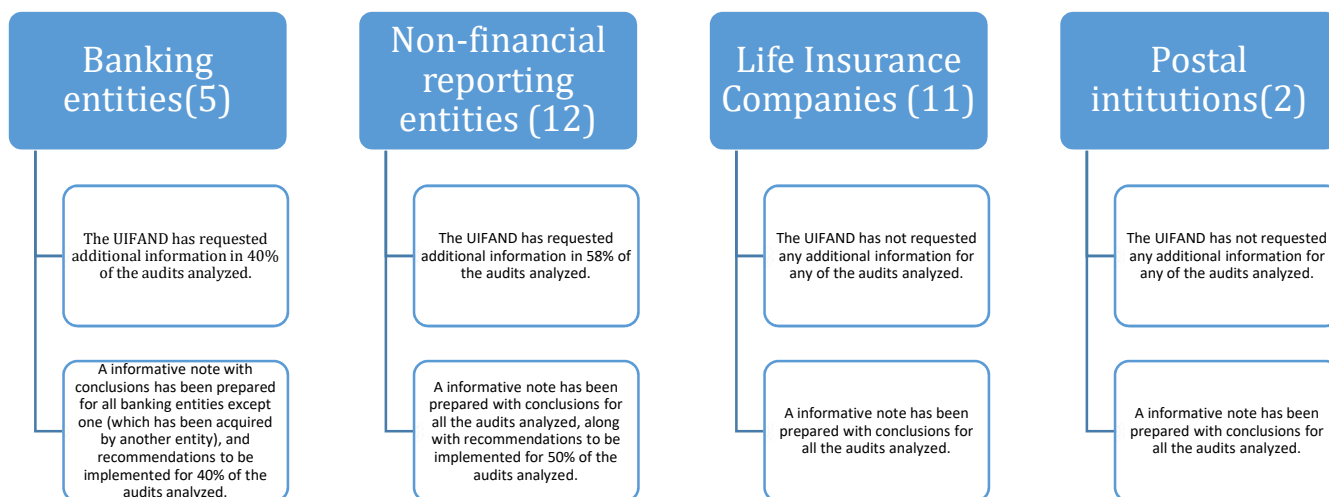 Banking
entities(5)
The UIFAND has requested
additional information in 40%
of the audits analyzed.
A informative note with
conclusions has been prepared
for all banking entities except
one (which has been acquired
by another entity), and
recommendations to be
implemented for 40% of the
audits analyzed.
Non-financial
reporting
entities (12)
The UIFAND has requested
additional information in 58% of
the audits analyzed.
A informative note has been
prepared with conclusions for
all the audits analyzed, along
with recommendations to be
implemented for 50% of the
audits analyzed.
Life Insurance
Companies (11)
The UIFAND has not requested
any additional information for
any of the audits analyzed.
A informative note has been
prepared with conclusions for
all the audits analyzed.
Postal
intitutions(2)
The UIFAND has not requested
any additional information for
any of the audits analyzed.
A informative note has been
prepared with conclusions for
all the audits analyzed.